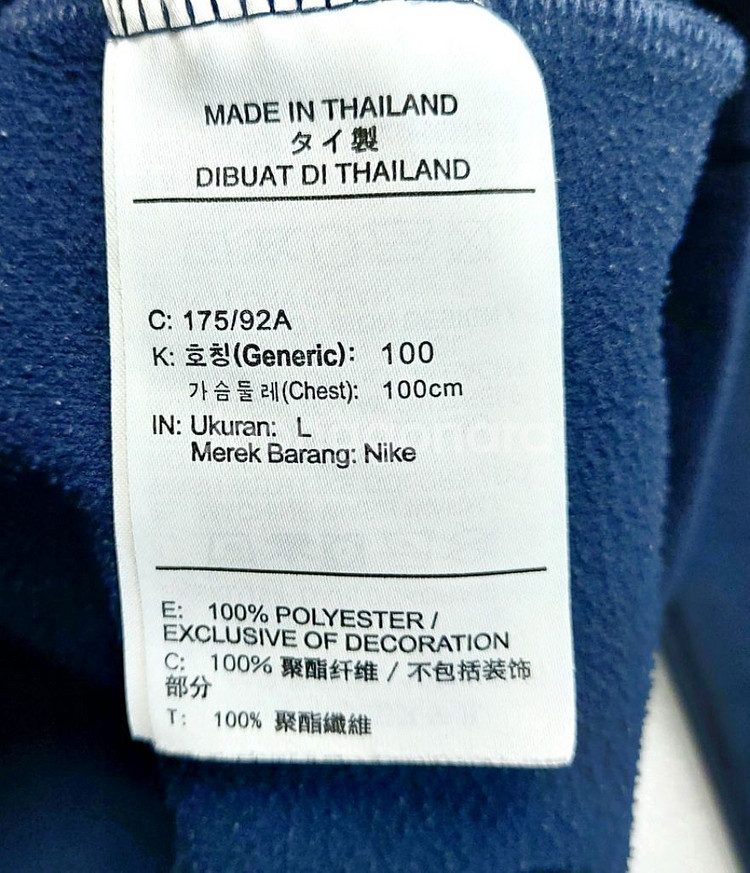 MADE IN THAILAND
タイ製
DIBUAT DI THAILAND
C: 175/92A
K: 호칭(Generic): 100
가슴둘레(Chest): 100cm
IN: Ukuran: L
Merek Barang: Nike
E: 100% POLYESTER /
EXCLUSIVE OF DECORATION
C: 100% 聚酯纤维 / 不包括装饰
部分
T: 100% 聚酯纖維